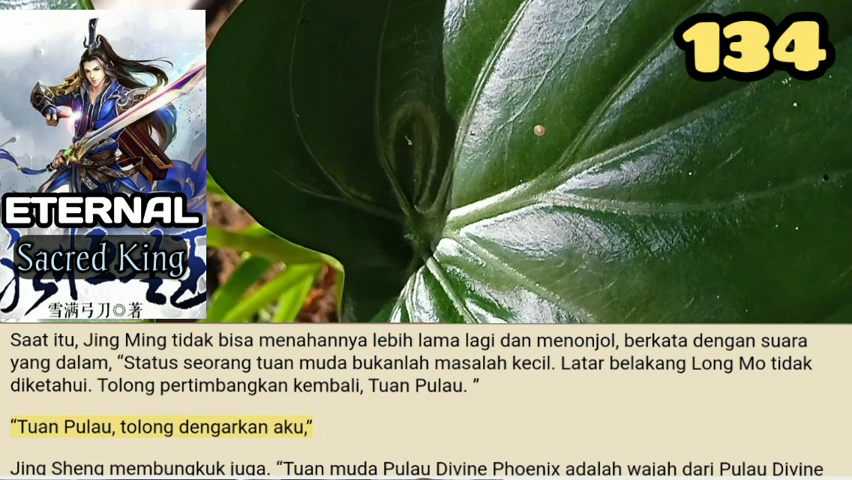 134
ETERNAL
Sacred King
雪满弓刀◎著
Saat itu, Jing Ming tidak bisa menahannya lebih lama lagi dan menonjol, berkata dengan suara
yang dalam, “Status seorang tuan muda bukanlah masalah kecil. Latar belakang Long Mo tidak
diketahui. Tolong pertimbangkan kembali, Tuan Pulau. ”
“Tuan Pulau, tolong dengarkan aku,”
Jing Sheng membungkuk juga. “Tuan muda Pulau Divine Phoenix adalah wajah dari Pulau Divine